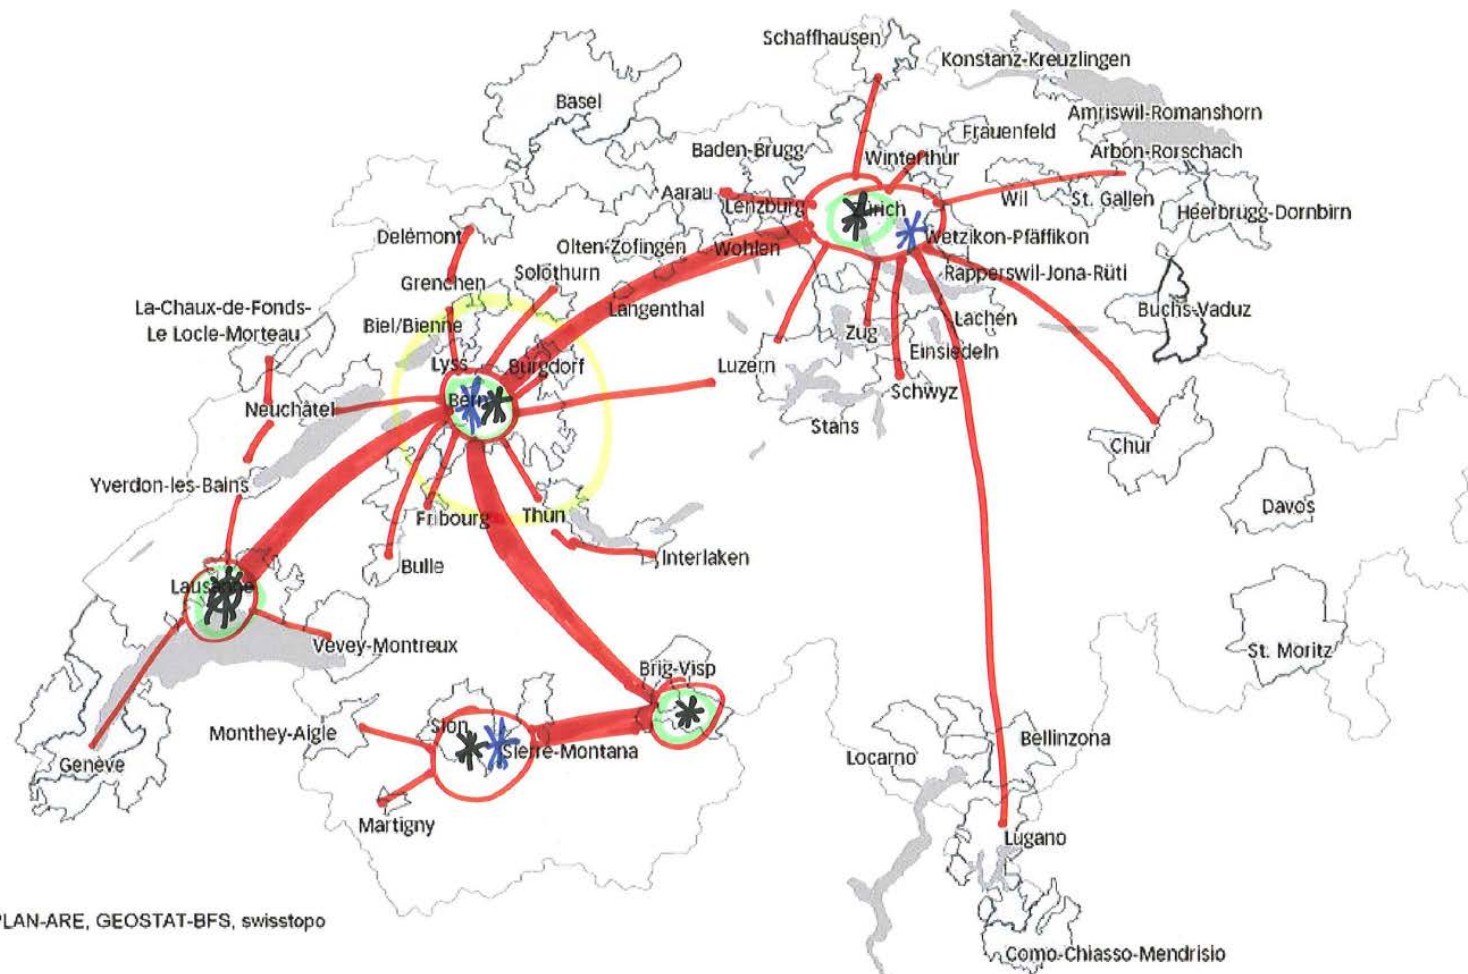 Schaffhausen
Konstanz-Kreuzlingen
Basel
Amriswil-Romanshorn
Frauenfeld
Baden-Brugg
Winterthur
Arbon-Rorschach
Aarau
Lenzburg
Wil
St. Gallen
Zürich
Heerbrugg-Dornbirn
Delémont
Olten-Zofingen
Wohlen
Wetzikon-Pfäffikon
Grenchen
Solothurn
Rapperswil-Jona-Rüti
La-Chaux-de-Fonds-
Le Locle-Morteau
Langenthal
Buchs-Vaduz
Biel/Bienne
Zug
Lachen
Lyss
Burgdorf
Luzern
Einsiedeln
Schwyz
Neuchâtel
Bern
Stans
Chur
Yverdon-les-Bains
Davos
Fribourg
Thun
Bulle
Interlaken
Lausanne
Vevey-Montreux
St. Moritz
Brig-Visp
Monthey-Aigle
Sion
Sierre-Montana
Bellinzona
Locarno
Genève
Martigny
Lugano
PLAN-ARE, GEOSTAT-BFS, swisstopo
Como-Chiasso-Mendrisio